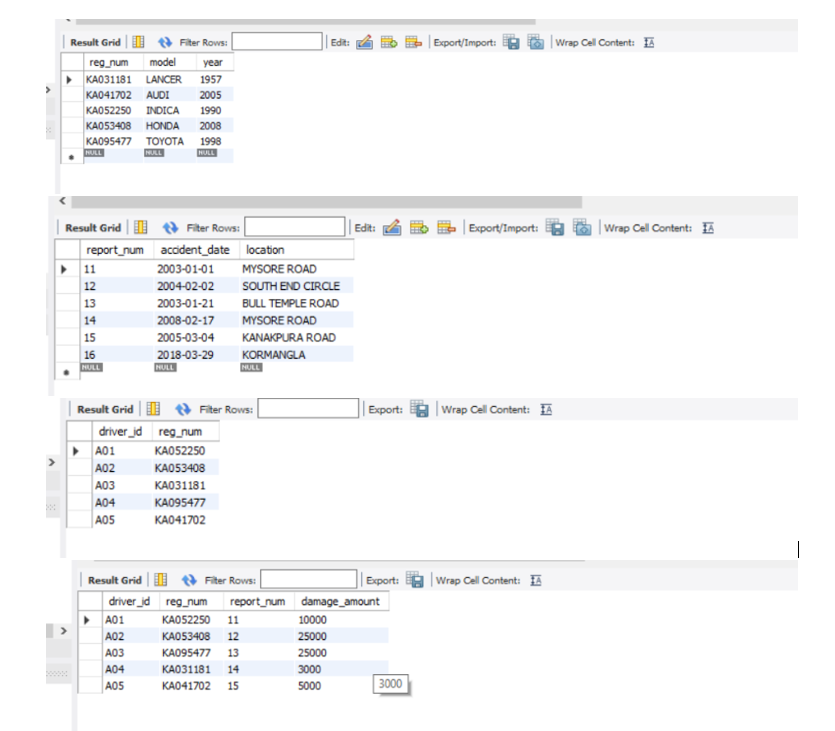 Result Grid Filter Rows: Edit: Export/Import: Wrap Cell Content:
reg_num model year
KA031181 LANCER 1957
KA041702 AUDI 2005
KA052250 INDICA 1990
KA053408 HONDA 2008
KA095477 TOYOTA 1998
NULL NULL NULL
Result Grid Filter Rows: Edit: Export/Import: Wrap Cell Content:
report_num accident_date location
11 2003-01-01 MYSORE ROAD
12 2004-02-02 SOUTH END CIRCLE
13 2003-01-21 BULL TEMPLE ROAD
14 2008-02-17 MYSORE ROAD
15 2005-03-04 KANAKPURA ROAD
16 2018-03-29 KORMANGLA
NULL NULL NULL
Result Grid Filter Rows: Export: Wrap Cell Content:
driver_id reg_num
A01 KA052250
A02 KA053408
A03 KA031181
A04 KA095477
A05 KA041702
Result Grid Filter Rows: Export: Wrap Cell Content:
driver_id reg_num report_num damage_amount
A01 KA052250 11 10000
A02 KA053408 12 25000
A03 KA095477 13 25000
A04 KA031181 14 3000
A05 KA041702 15 5000
3000